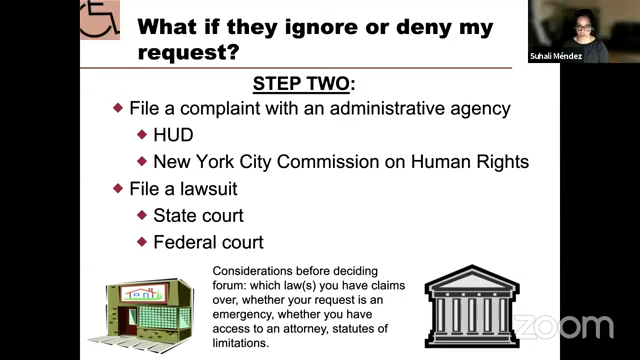 What if they ignore or deny my
request?
Suhali Méndez
STEP TWO:
File a complaint with an administrative agency
HUD
New York City Commission on Human Rights
File a lawsuit
State court
Federal court
Considerations before deciding
forum: which law(s) you have claims
over, whether your request is an
emergency, whether you have
access to an attorney, statutes of
limitations.
zoom